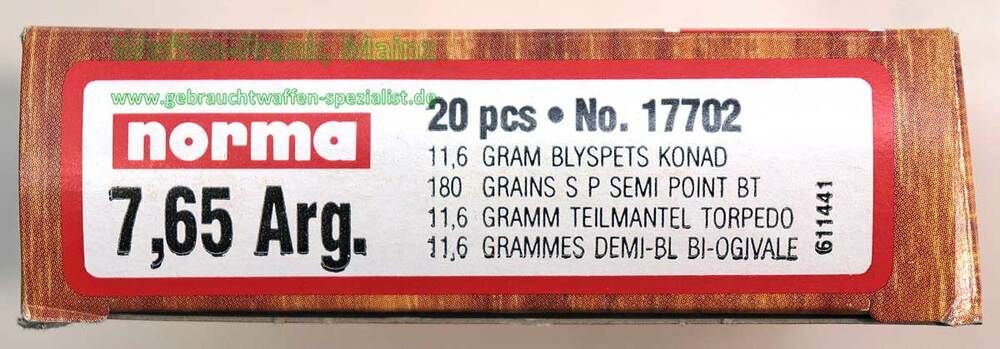 Waffen-Frank, Mainz
www.gebrauchtwaffen-spezialist.de
norma
7,65 Arg.
20 pcs • No. 17702
11,6 GRAM BLYSPETS KONAD
180 GRAINS S P SEMI POINT BT
11,6 GRAMM TEILMANTEL TORPEDO
11,6 GRAMMES DEMI-BL BI-OGIVALE
611441